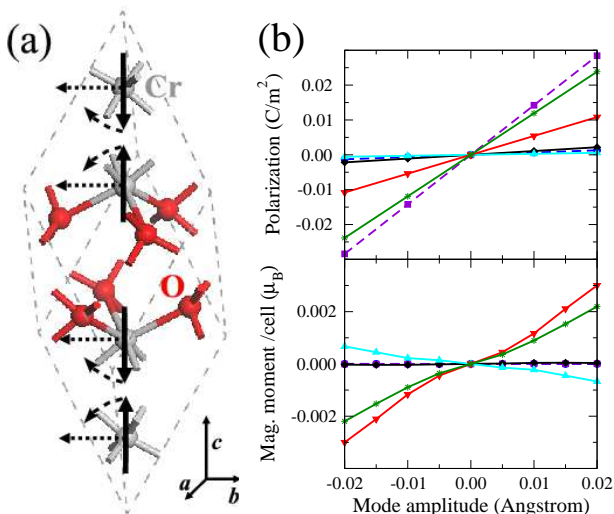 (a)
Cr
O
c
a
b
(b)
Polarization (C/m²)
0.02
0.01
0.00
-0.01
-0.02
Mag. moment /cell (μ_B)
0.002
0.000
-0.002
-0.02 -0.01 0.00 0.01 0.02
Mode amplitude (Angstrom)